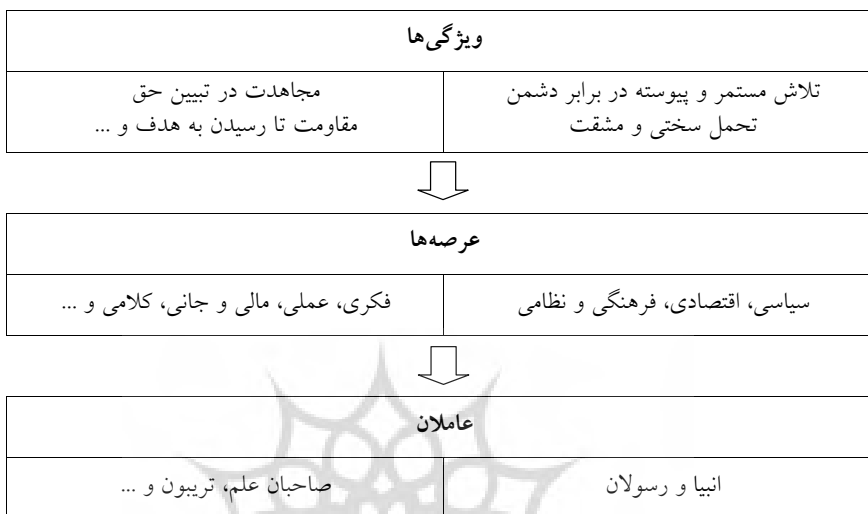 ویژگی‌ها
تلاش مستمر و پیوسته در برابر دشمن
تحمل سختی و مشقت
مجاهدت در تبیین حق
مقاومت تا رسیدن به هدف و ...
عرصه‌ها
سیاسی، اقتصادی، فرهنگی و نظامی
فکری، عملی، مالی و جانی، کلامی و ...
عاملان
انبیا و رسولان
صاحبان علم، تریبون و ...